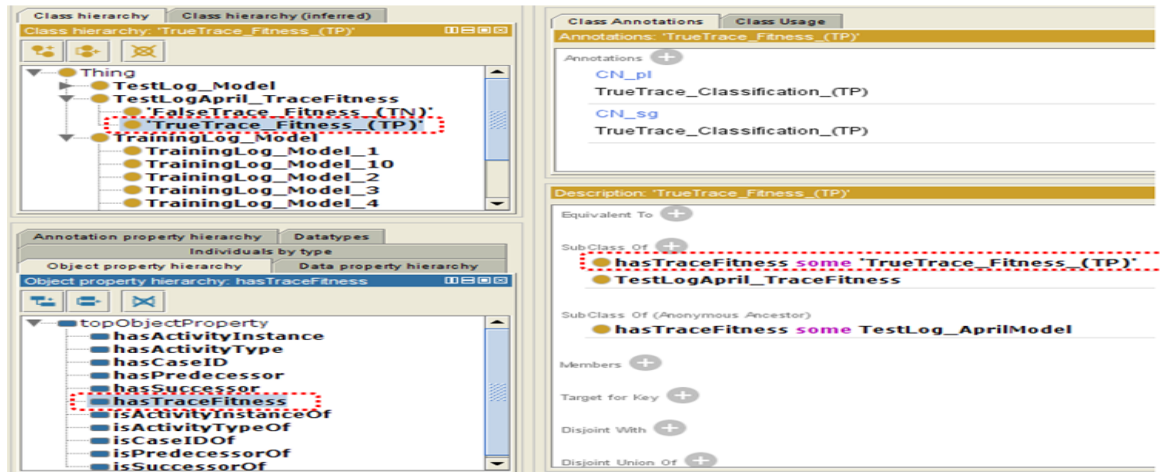 Class hierarchy Class hierarchy (inferred)
Class hierarchy: 'TrueTrace_Fitness_(TP)'
Thing
TestLog_Model
TestLogApril_TraceFitness
'FalseTrace_Fitness_(TN)'
'TrueTrace_Fitness_(TP)'
TrainingLog_Model
TrainingLog_Model_1
TrainingLog_Model_10
TrainingLog_Model_2
TrainingLog_Model_3
TrainingLog_Model_4
Annotation property hierarchy Datatypes
Individuals by type
Object property hierarchy Data property hierarchy
Object property hierarchy: hasTraceFitness
topObjectProperty
hasActivityInstance
hasActivityType
hasCaseID
hasPredecessor
hasSuccessor
hasTraceFitness
isActivityInstanceOf
isActivityTypeOf
isCaseIDOf
isPredecessorOf
isSuccessorOf
Class Annotations Class Usage
Annotations: 'TrueTrace_Fitness_(TP)'
Annotations
CN_pl
TrueTrace_Classification_(TP)
CN_sg
TrueTrace_Classification_(TP)
Description: 'TrueTrace_Fitness_(TP)'
Equivalent To
SubClass Of
hasTraceFitness some 'TrueTrace_Fitness_(TP)'
TestLogApril_TraceFitness
SubClass Of (Anonymous Ancestor)
hasTraceFitness some TestLog_AprilModel
Members
Target for Key
Disjoint With
Disjoint Union Of